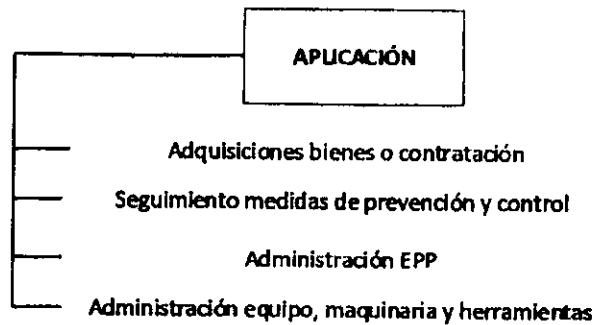 APLICACIÓN
Adquisiciones bienes o contratación
Seguimiento medidas de prevención y control
Administración EPP
Administración equipo, maquinaria y herramientas